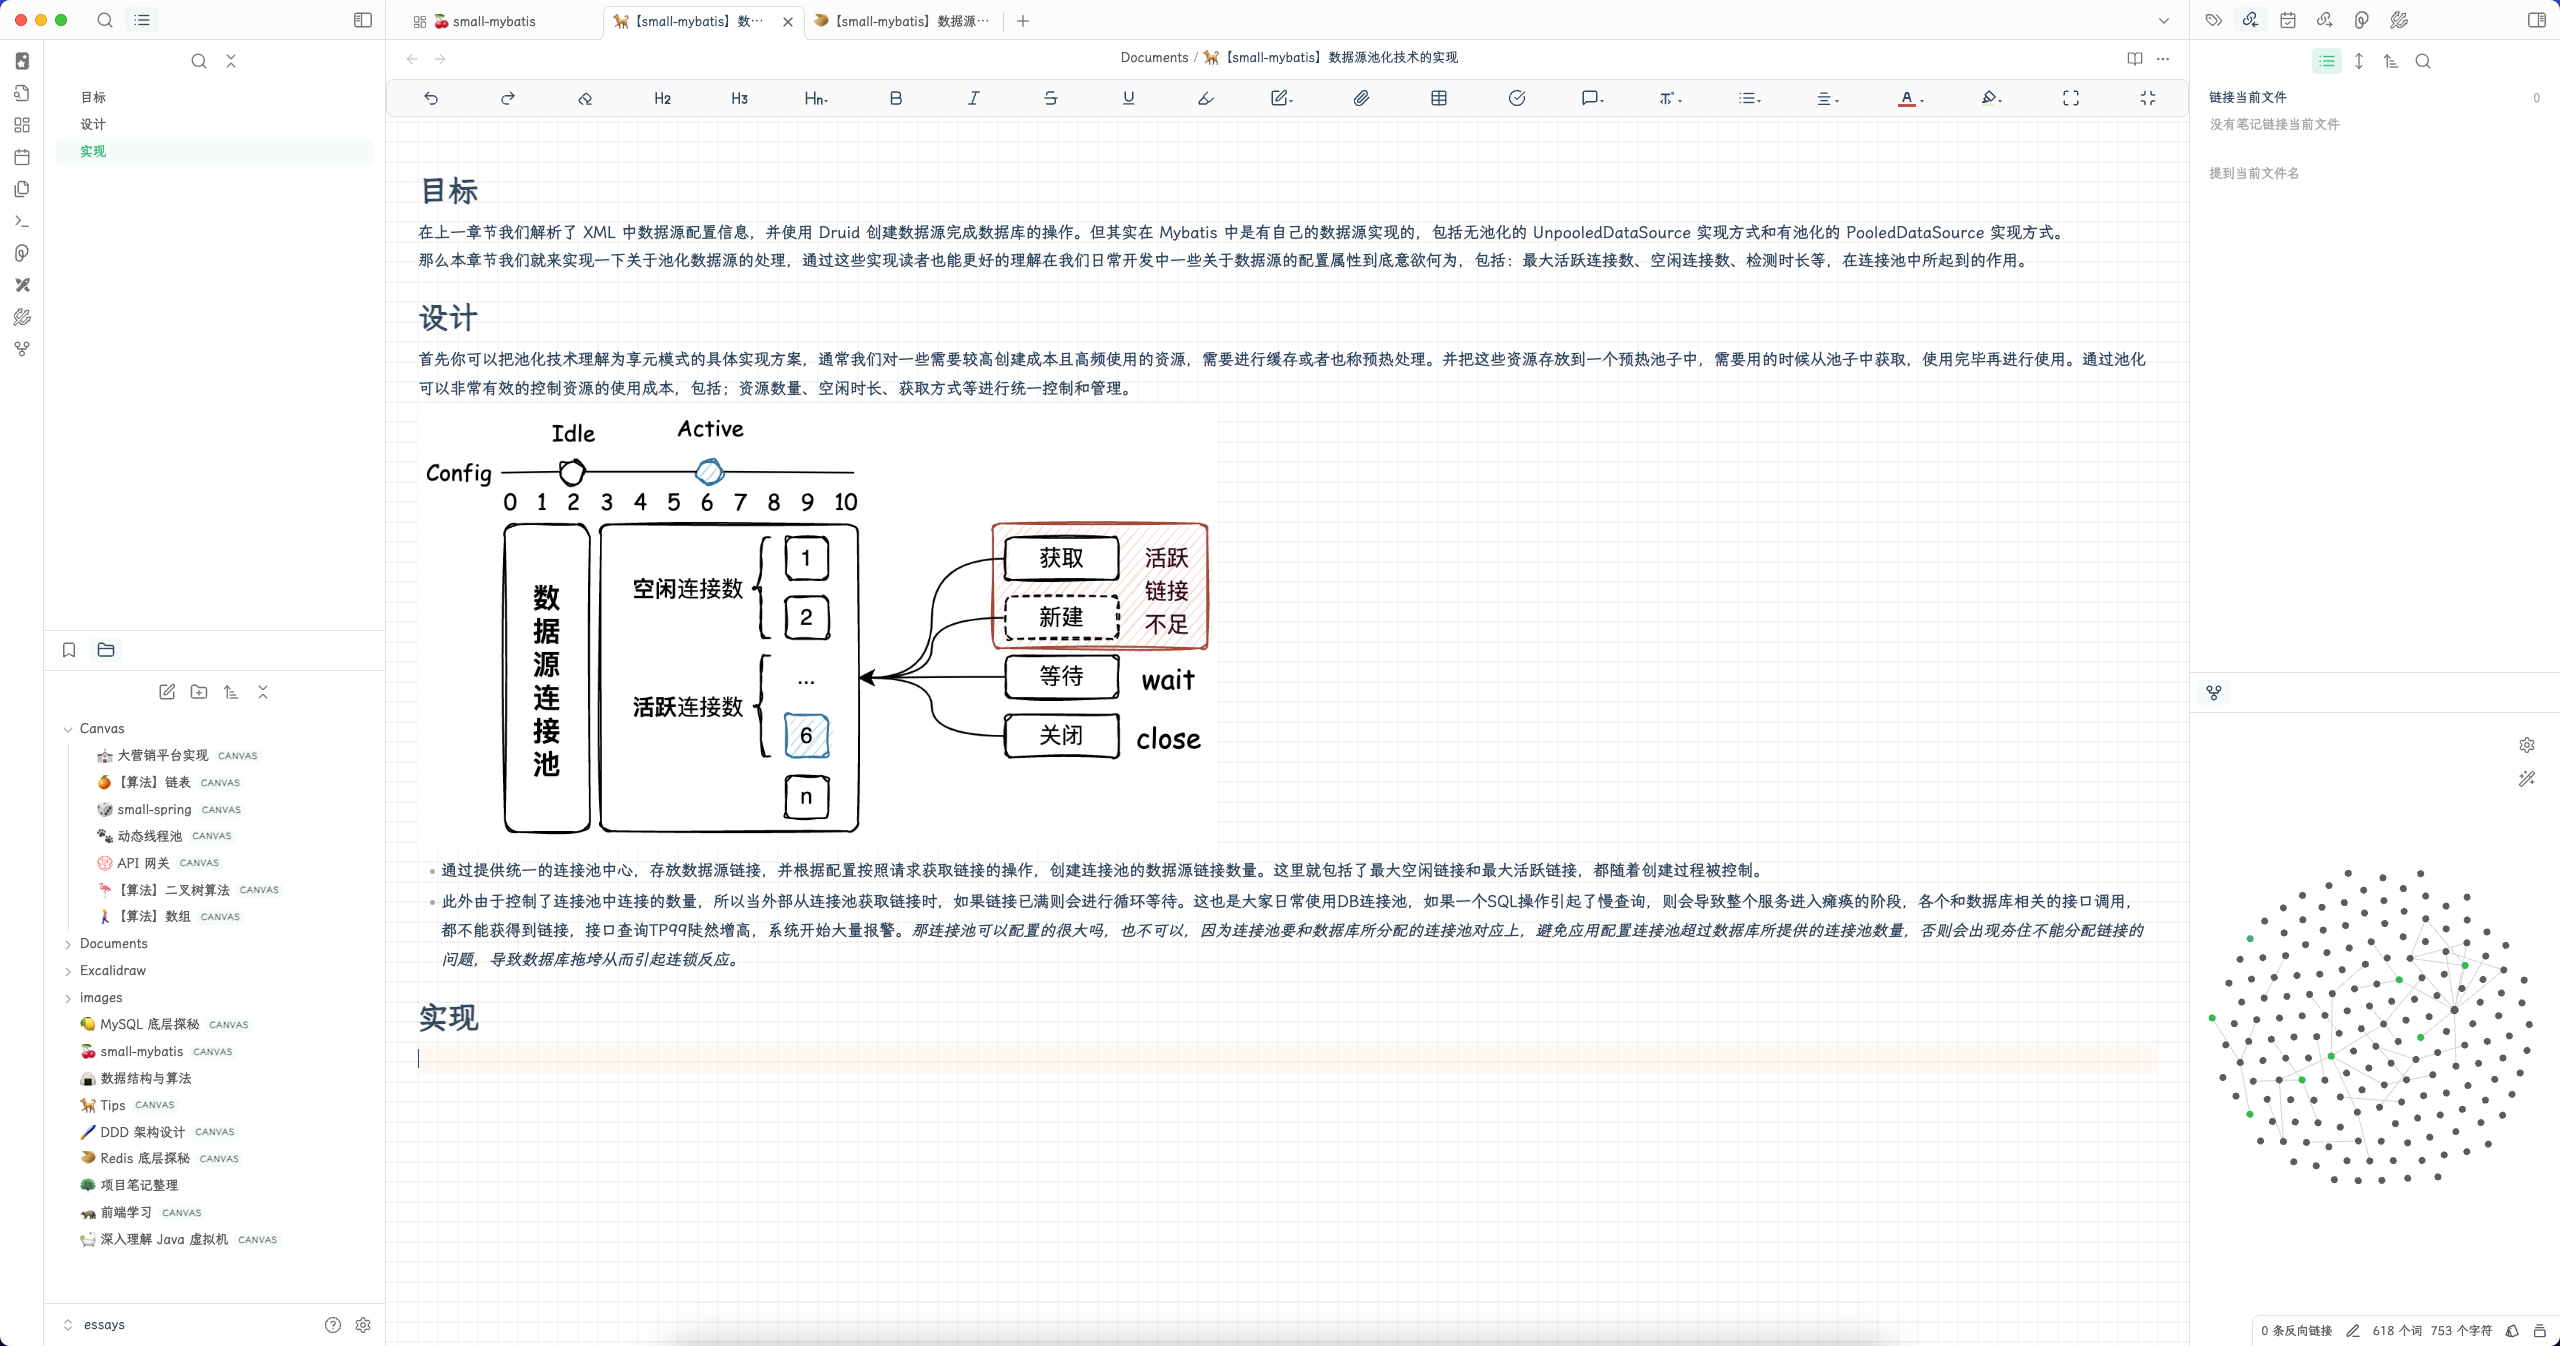 small-mybatis
【small-mybatis】数…
【small-mybatis】数据源…
Documents / 【small-mybatis】数据源池化技术的实现
H2
H3
Hn
B
I
S
U
A
目标
设计
实现
目标
在上一章节我们解析了 XML 中数据源配置信息，并使用 Druid 创建数据源完成数据库的操作。但其实在 Mybatis 中是有自己的数据源实现的，包括无池化的 UnpooledDataSource 实现方式和有池化的 PooledDataSource 实现方式。
那么本章节我们就来实现一下关于池化数据源的处理，通过这些实现读者也能更好的理解在我们日常开发中一些关于数据源的配置属性到底意欲何为，包括：最大活跃连接数、空闲连接数、检测时长等，在连接池中所起到的作用。
设计
首先你可以把池化技术理解为享元模式的具体实现方案，通常我们对一些需要较高创建成本且高频使用的资源，需要进行缓存或者也称预热处理。并把这些资源存放到一个预热池子中，需要用的时候从池子中获取，使用完毕再进行使用。通过池化
可以非常有效的控制资源的使用成本，包括；资源数量、空闲时长、获取方式等进行统一控制和管理。
Idle
Active
Config
0 1 2 3 4 5 6 7 8 9 10
数据源连接池
空闲连接数
1
2
活跃连接数
...
6
n
获取
新建
活跃
链接
不足
等待
wait
关闭
close
通过提供统一的连接池中心，存放数据源链接，并根据配置按照请求获取链接的操作，创建连接池的数据源链接数量。这里就包括了最大空闲链接和最大活跃链接，都随着创建过程被控制。
此外由于控制了连接池中连接的数量，所以当外部从连接池获取链接时，如果链接已满则会进行循环等待。这也是大家日常使用DB连接池，如果一个SQL操作引起了慢查询，则会导致整个服务进入瘫痪的阶段，各个和数据库相关的接口调用，
都不能获得到链接，接口查询TP99陡然增高，系统开始大量报警。那连接池可以配置的很大吗，也不可以，因为连接池要和数据库所分配的连接池对应上，避免应用配置连接池超过数据库所提供的连接池数量，否则会出现夯住不能分配链接的
问题，导致数据库拖垮从而引起连锁反应。
实现
Canvas
大营销平台实现 CANVAS
【算法】链表 CANVAS
small-spring CANVAS
动态线程池 CANVAS
API 网关 CANVAS
【算法】二叉树算法 CANVAS
【算法】数组 CANVAS
Documents
Excalidraw
images
MySQL 底层探秘 CANVAS
small-mybatis CANVAS
数据结构与算法
Tips CANVAS
DDD 架构设计 CANVAS
Redis 底层探秘 CANVAS
项目笔记整理
前端学习 CANVAS
深入理解 Java 虚拟机 CANVAS
essays
链接当前文件 0
没有笔记链接当前文件
提到当前文件名
0 条反向链接 618 个词 753 个字符